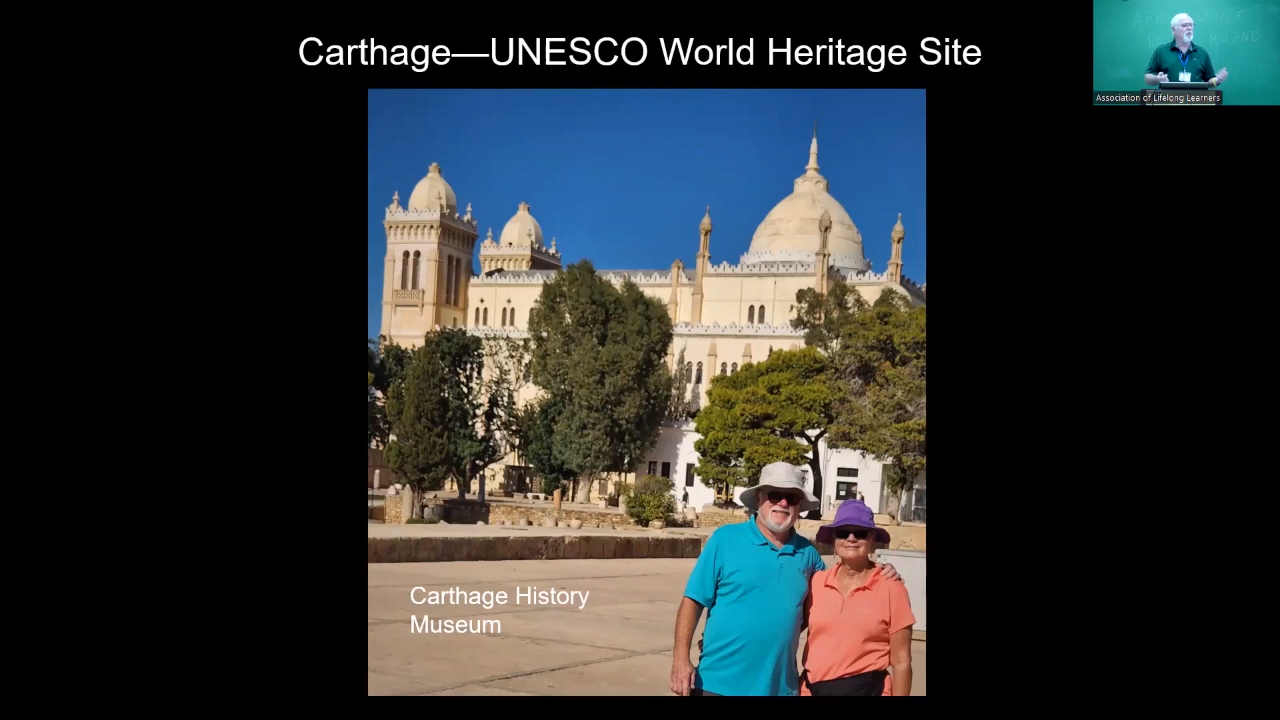 Carthage—UNESCO World Heritage Site
Association of Lifelong Learners
Carthage History
Museum